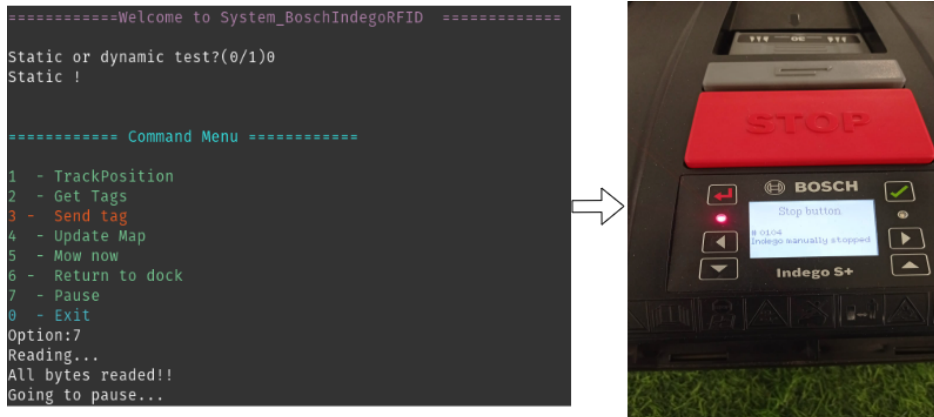 ============Welcome to System_BoschIndegoRFID =============
Static or dynamic test?(0/1)0
Static !
============ Command Menu ============
1 - TrackPosition
2 - Get Tags
3 - Send tag
4 - Update Map
5 - Mow now
6 - Return to dock
7 - Pause
0 - Exit
Option:7
Reading...
All bytes readed!!
Going to pause...
STOP
BOSCH
Stop button
# 0104
Indego manually stopped
Indego S+